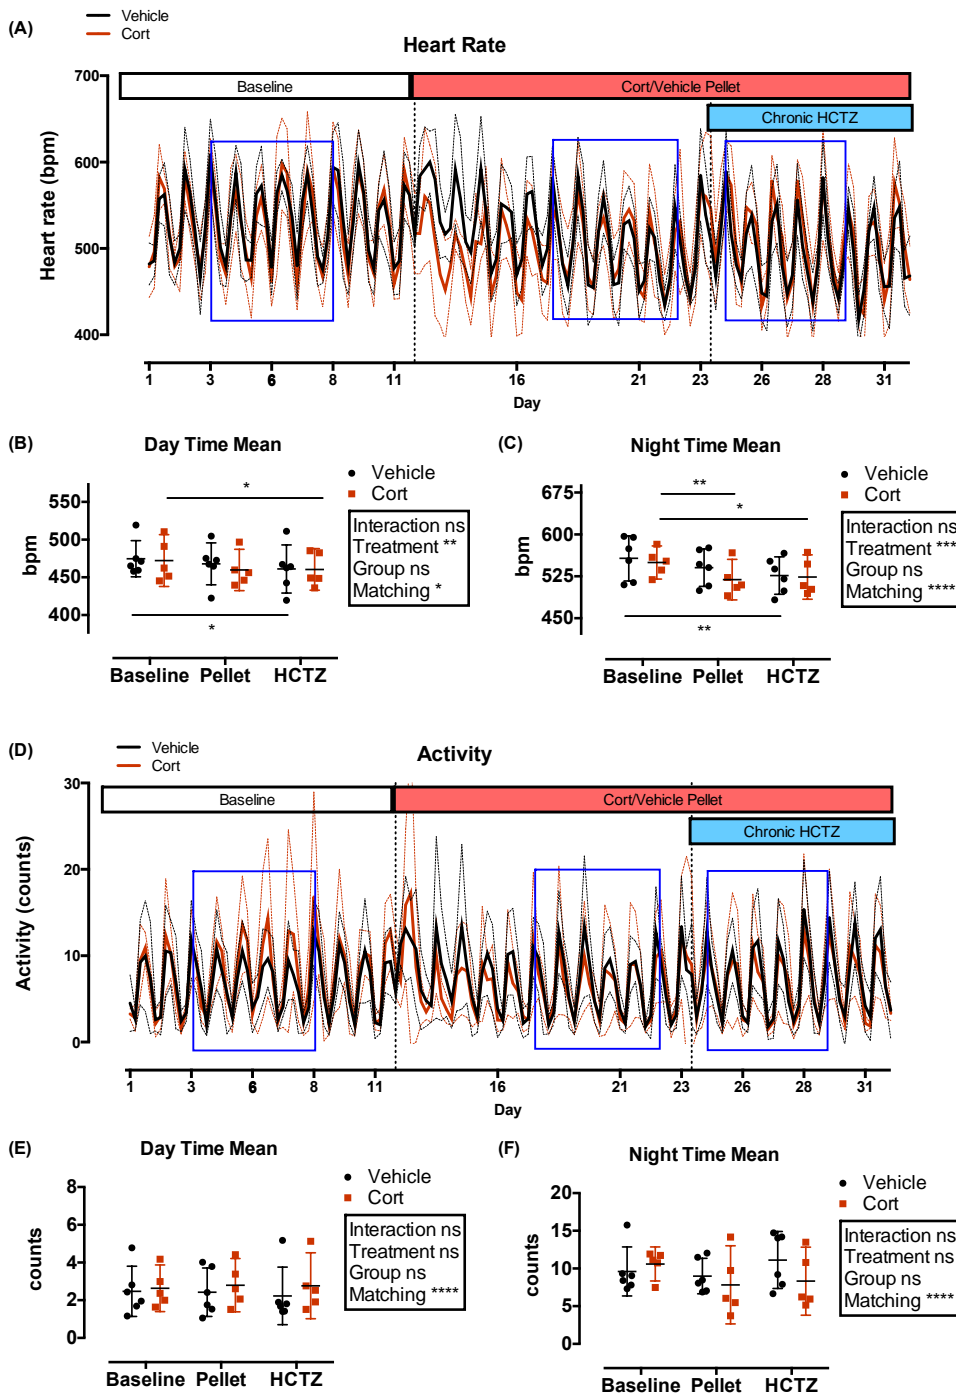 Vehicle
Cort
(A)
Heart Rate
Baseline
Cort/Vehicle Pellet
Chronic HCTZ
Heart rate (bpm)
700
600
500
400
1 3 6 8 11 16 21 23 26 28 31
Day
(B)
Day Time Mean
Vehicle
Cort
bpm
550
500
450
400
*
*
Interaction ns
Treatment **
Group ns
Matching *
Baseline Pellet HCTZ
(C)
Night Time Mean
Vehicle
Cort
bpm
675
600
525
450
**
*
**
Interaction ns
Treatment ***
Group ns
Matching ****
Baseline Pellet HCTZ
(D)
Vehicle
Cort
Activity
Baseline
Cort/Vehicle Pellet
Chronic HCTZ
Activity (counts)
30
20
10
0
1 3 6 8 11 16 21 23 26 28 31
Day
(E)
Day Time Mean
Vehicle
Cort
counts
8
6
4
2
0
Interaction ns
Treatment ns
Group ns
Matching ****
Baseline Pellet HCTZ
(F)
Night Time Mean
Vehicle
Cort
counts
20
15
10
5
0
Interaction ns
Treatment ns
Group ns
Matching ****
Baseline Pellet HCTZ